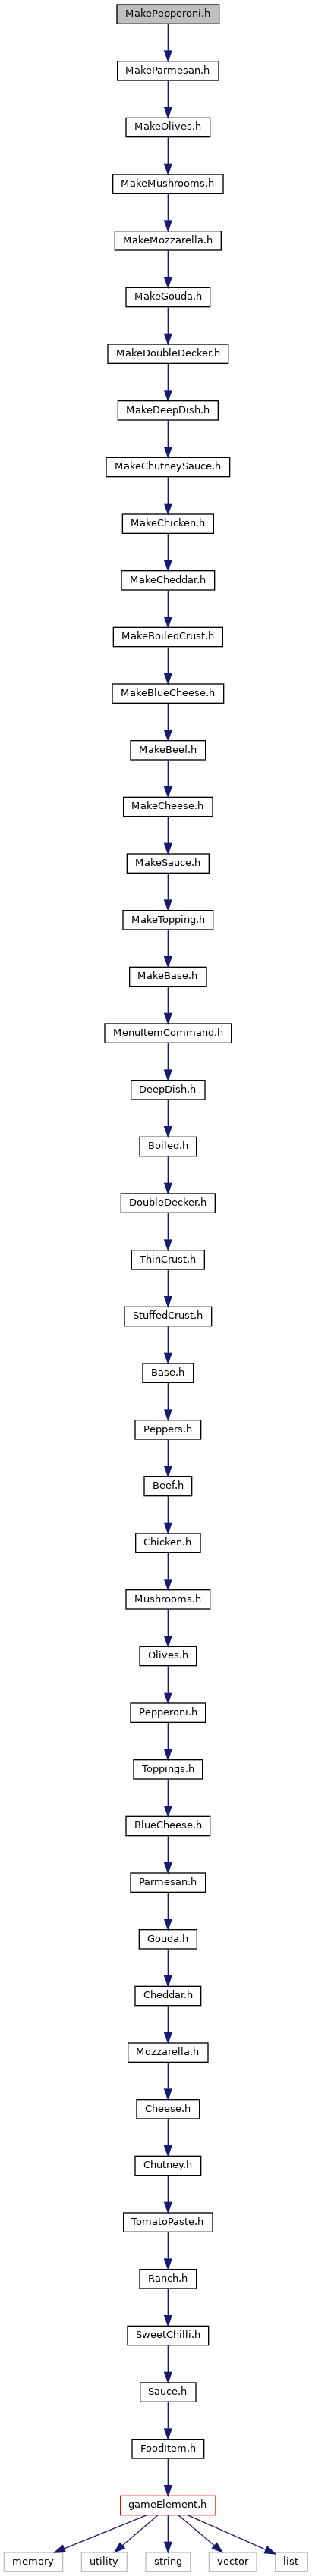 MakePepperoni.h
MakeParmesan.h
MakeOlives.h
MakeMushrooms.h
MakeMozzarella.h
MakeGouda.h
MakeDoubleDecker.h
MakeDeepDish.h
MakeChutneySauce.h
MakeChicken.h
MakeCheddar.h
MakeBoiledCrust.h
MakeBlueCheese.h
MakeBeef.h
MakeCheese.h
MakeSauce.h
MakeTopping.h
MakeBase.h
MenuItemCommand.h
DeepDish.h
Boiled.h
DoubleDecker.h
ThinCrust.h
StuffedCrust.h
Base.h
Peppers.h
Beef.h
Chicken.h
Mushrooms.h
Olives.h
Pepperoni.h
Toppings.h
BlueCheese.h
Parmesan.h
Gouda.h
Cheddar.h
Mozzarella.h
Cheese.h
Chutney.h
TomatoPaste.h
Ranch.h
SweetChilli.h
Sauce.h
FoodItem.h
gameElement.h
memory utility string vector list